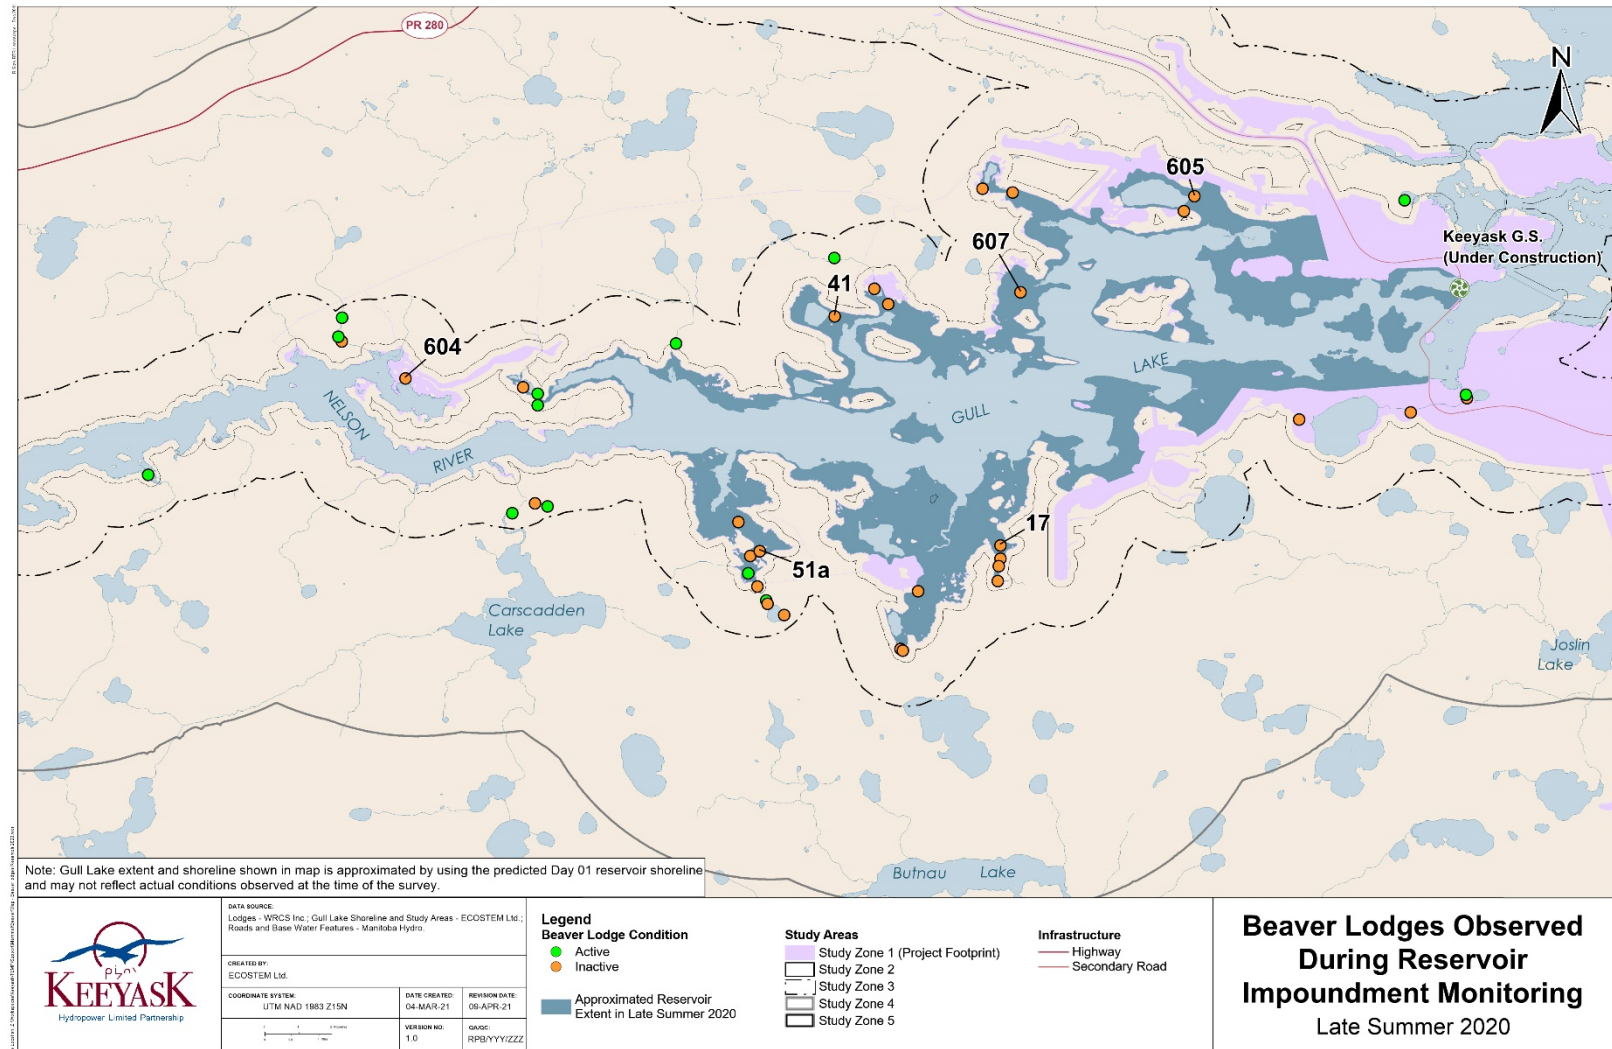 PR 280
N
605
607
Keeyask G.S.
(Under Construction)
41
604
LAKE
NELSON
GULL
RIVER
17
51a
Carscadden
Lake
Joslin
Lake
Butnau Lake
Note: Gull Lake extent and shoreline shown in map is approximated by using the predicted Day 01 reservoir shoreline
and may not reflect actual conditions observed at the time of the survey.
KEEYASK
Hydropower Limited Partnership
DATA SOURCE:
Lodges - WRCS Inc.; Gull Lake Shoreline and Study Areas - ECOSTEM Ltd.;
Roads and Base Water Features - Manitoba Hydro.
CREATED BY:
ECOSTEM Ltd.
COORDINATE SYSTEM:
UTM NAD 1983 Z15N
DATE CREATED:
04-MAR-21
REVISION DATE:
09-APR-21
VERSION NO:
1.0
QA/QC:
RPB/YYY/ZZZ
Legend
Beaver Lodge Condition
Active
Inactive
Approximated Reservoir
Extent in Late Summer 2020
Study Areas
Study Zone 1 (Project Footprint)
Study Zone 2
Study Zone 3
Study Zone 4
Study Zone 5
Infrastructure
Highway
Secondary Road
Beaver Lodges Observed
During Reservoir
Impoundment Monitoring
Late Summer 2020